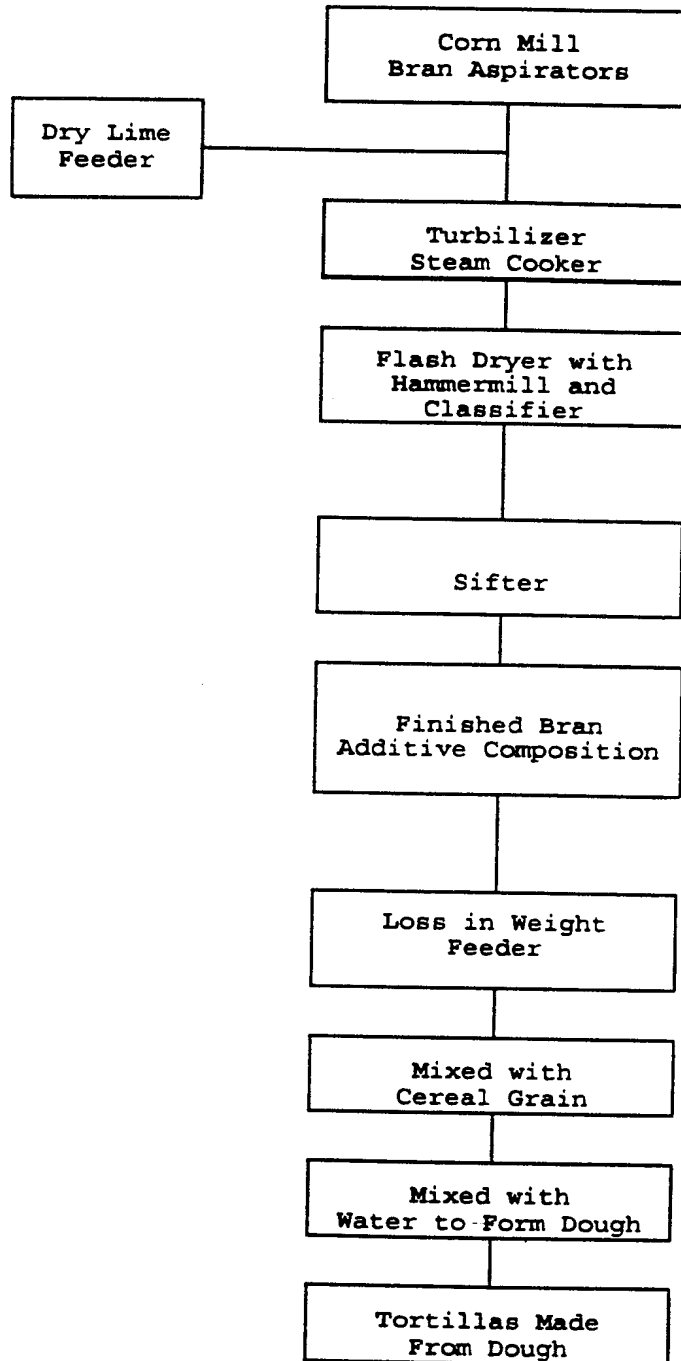 Corn Mill
Bran Aspirators
Dry Lime
Feeder
Turbilizer
Steam Cooker
Flash Dryer with
Hammermill and
Classifier
Sifter
Finished Bran
Additive Composition
Loss in Weight
Feeder
Mixed with
Cereal Grain
Mixed with
Water to Form Dough
Tortillas Made
From Dough